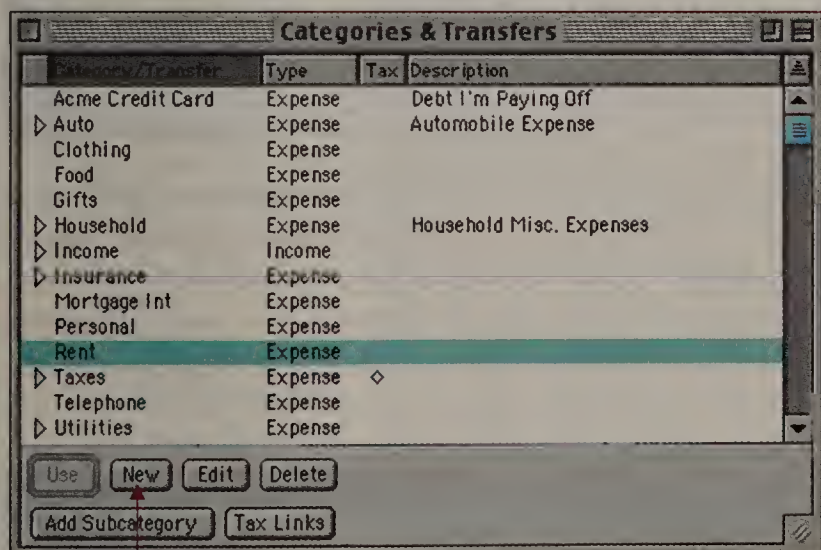 Categories & Transfers
Category/Transfer Type Tax Description
Acme Credit Card Expense Debt I'm Paying Off
Auto Expense Automobile Expense
Clothing Expense
Food Expense
Gifts Expense
Household Expense Household Misc. Expenses
Income Income
Insurance Expense
Mortgage Int Expense
Personal Expense
Rent Expense
Taxes Expense ◇
Telephone Expense
Utilities Expense
Use New Edit Delete
Add Subcategory Tax Links